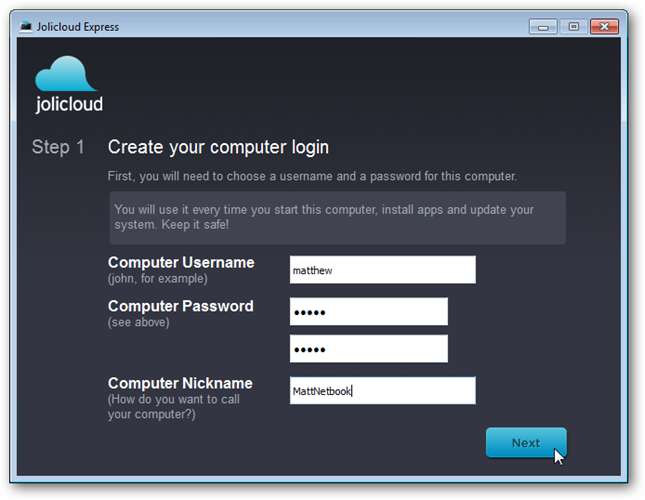 Jolicloud Express
jolicloud
Step 1 Create your computer login
First, you will need to choose a username and a password for this computer.
You will use it every time you start this computer, install apps and update your
system. Keep it safe!
Computer Username
(john, for example)
matthew
Computer Password
(see above)
•••••
•••••
Computer Nickname
(How do you want to call
your computer?)
MattNetbook
Next